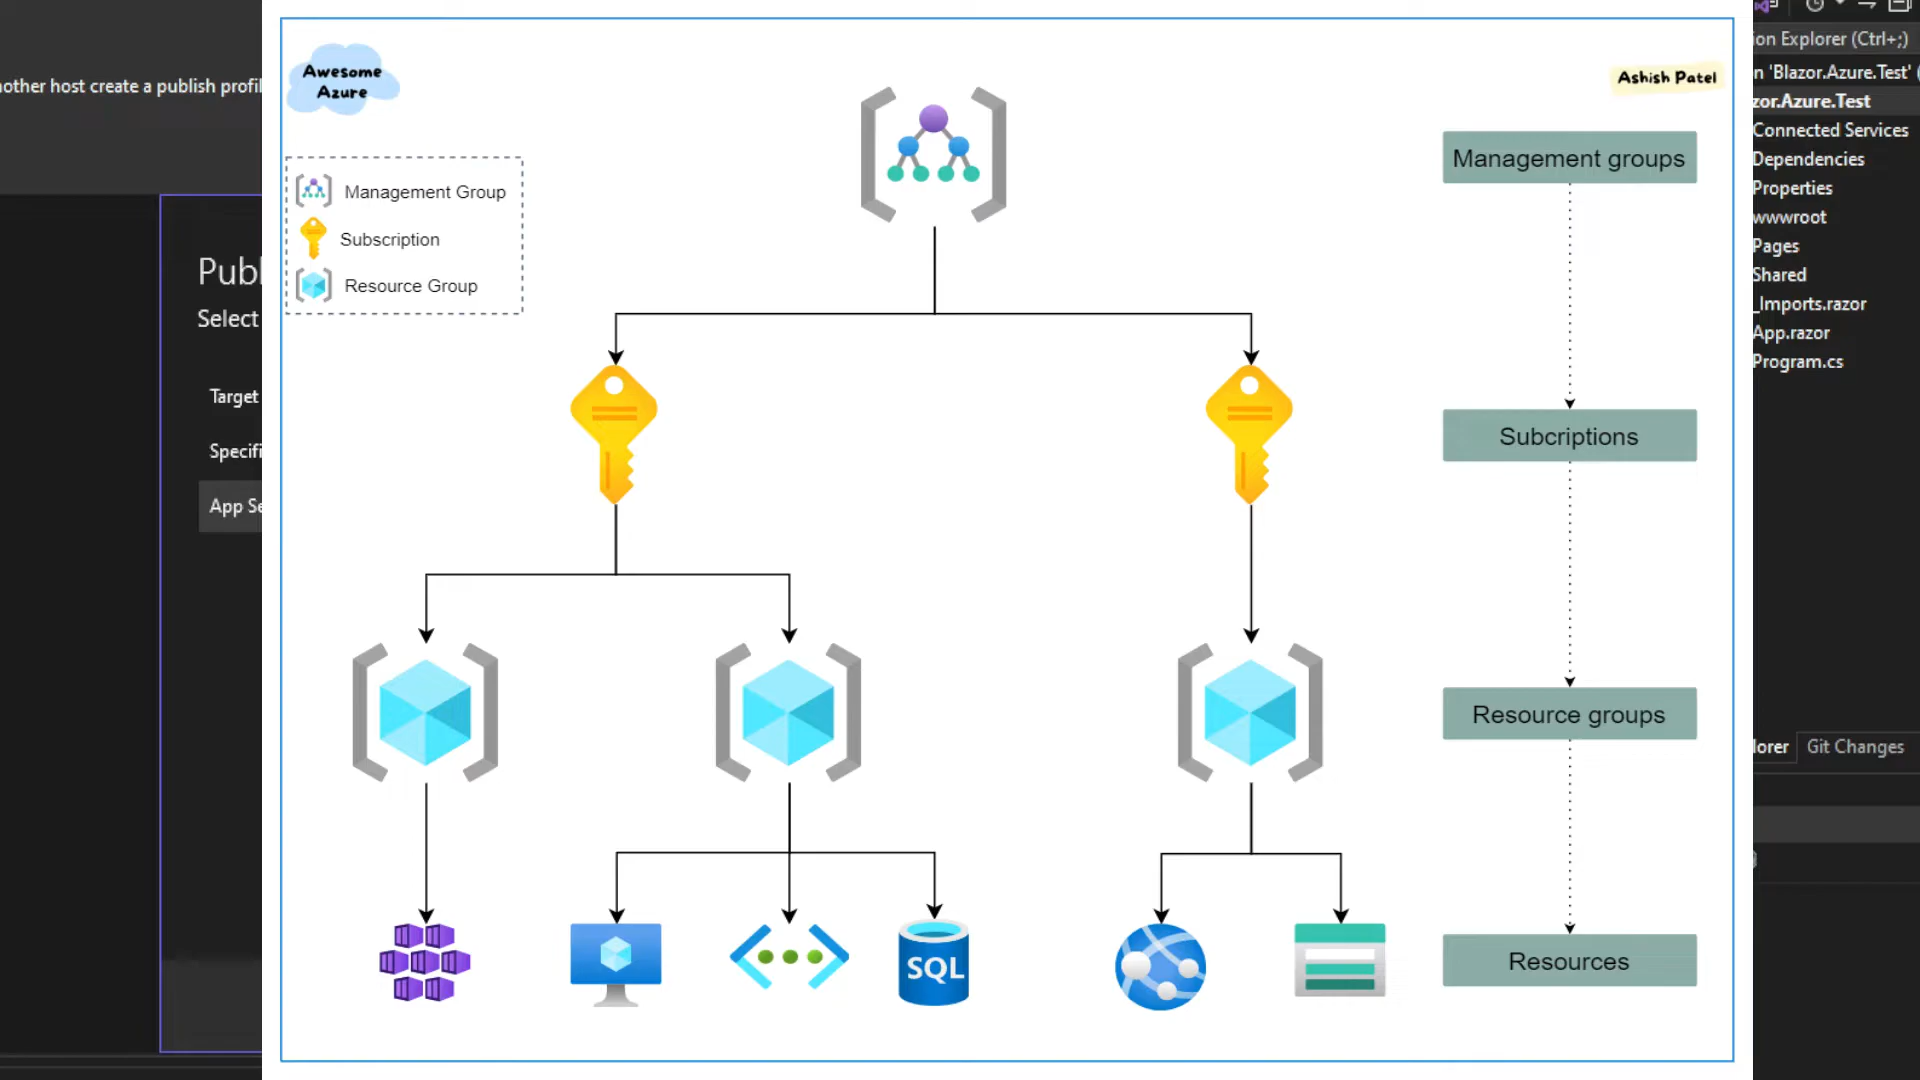 other host create a publish profil
Publ
Select
Target
Specifi
App Se
Awesome
Azure
Ashish Patel
Management Group
Subscription
Resource Group
Management groups
Subcriptions
Resource groups
Resources
SQL
ion Explorer (Ctrl+;)
n 'Blazor.Azure.Test' (
zor.Azure.Test
Connected Services
Dependencies
Properties
wwwroot
Pages
Shared
_Imports.razor
App.razor
Program.cs
lorer
Git Changes